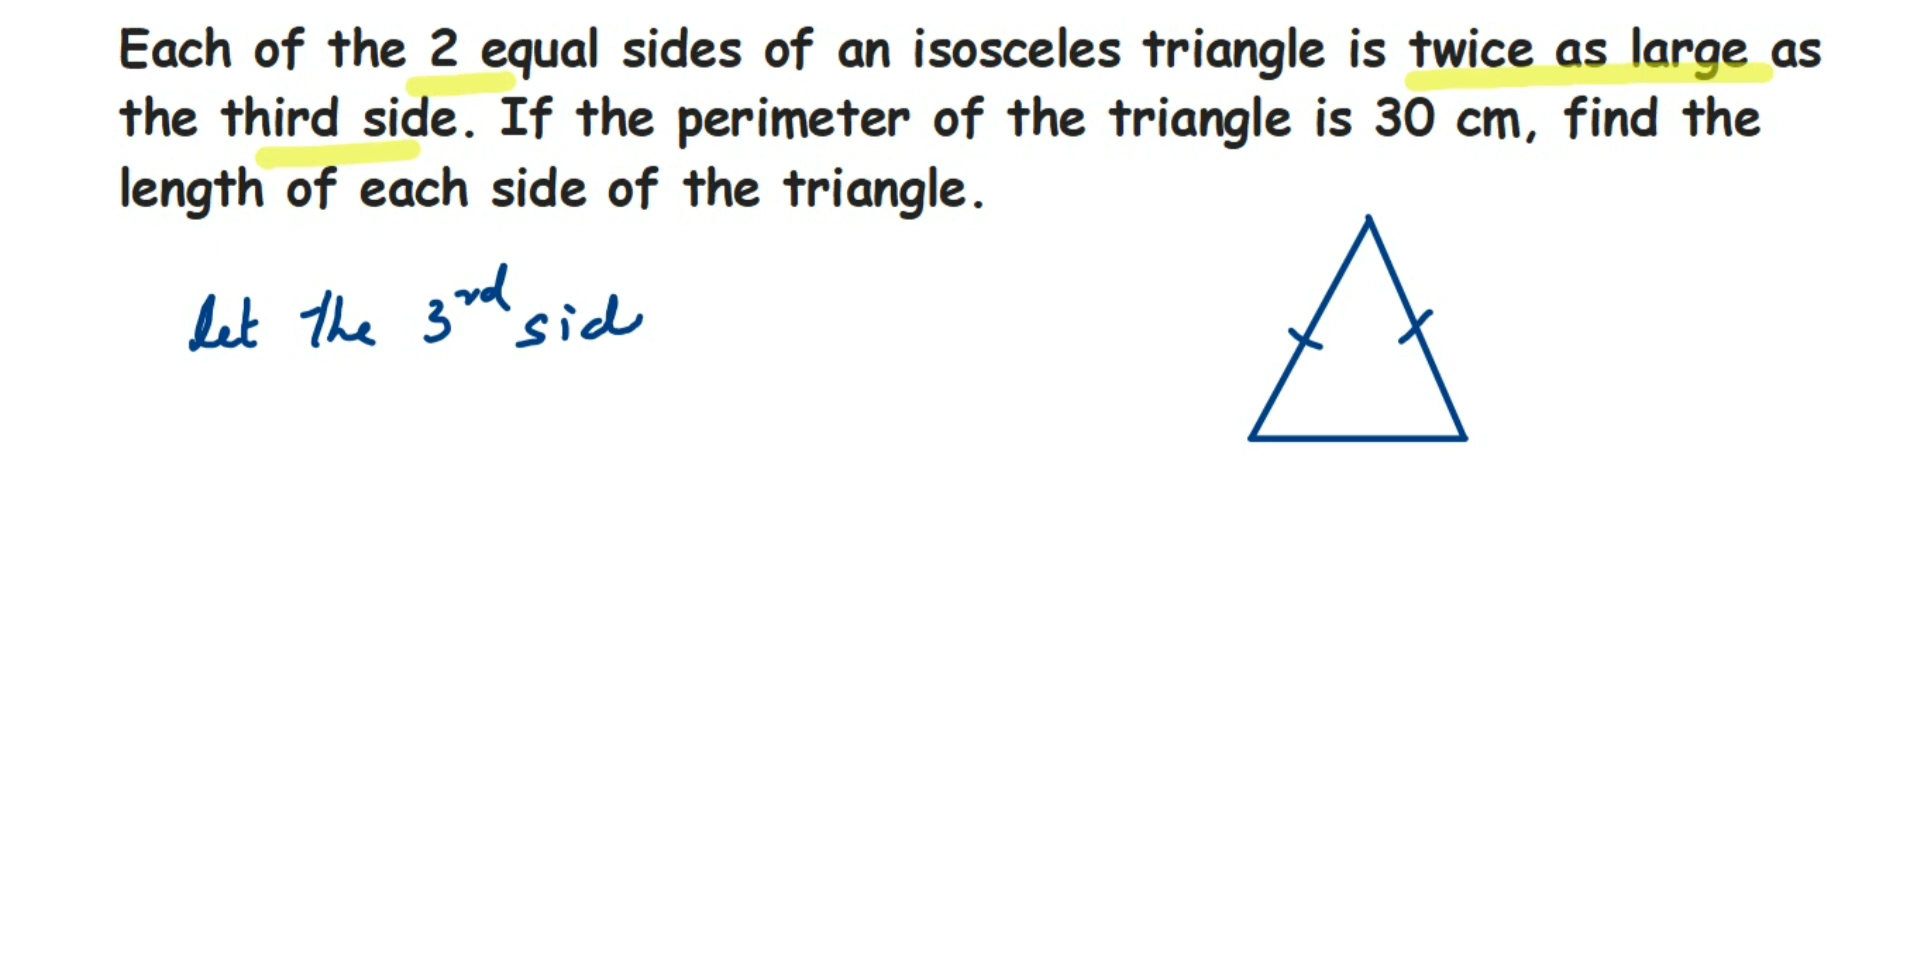 Each of the 2 equal sides of an isosceles triangle is twice as large as
the third side. If the perimeter of the triangle is 30 cm, find the
length of each side of the triangle.
Let the 3rd sid